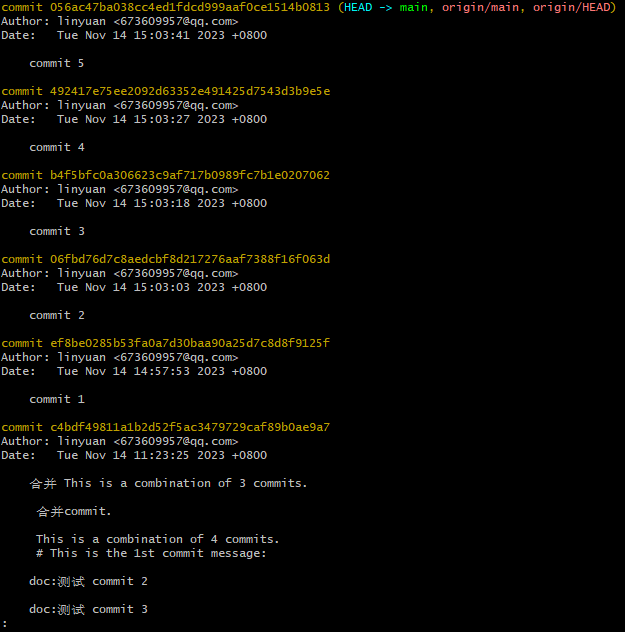 commit 056ac47ba038cc4ed1fdcd999aaf0ce1514b0813 (HEAD -> main, origin/main, origin/HEAD)
Author: linyuan <673609957@qq.com>
Date:   Tue Nov 14 15:03:41 2023 +0800
commit 5
commit 492417e75ee2092d63352e491425d7543d3b9e5e
Author: linyuan <673609957@qq.com>
Date:   Tue Nov 14 15:03:27 2023 +0800
commit 4
commit b4f5bfc0a306623c9af717b0989fc7b1e0207062
Author: linyuan <673609957@qq.com>
Date:   Tue Nov 14 15:03:18 2023 +0800
commit 3
commit 06fbd76d7c8aedcbf8d217276aaf7388f16f063d
Author: linyuan <673609957@qq.com>
Date:   Tue Nov 14 15:03:03 2023 +0800
commit 2
commit ef8be0285b53fa0a7d30baa90a25d7c8d8f9125f
Author: linyuan <673609957@qq.com>
Date:   Tue Nov 14 14:57:53 2023 +0800
commit 1
commit c4bdf49811a1b2d52f5ac3479729caf89b0ae9a7
Author: linyuan <673609957@qq.com>
Date:   Tue Nov 14 11:23:25 2023 +0800
合并 This is a combination of 3 commits.
合并commit.
This is a combination of 4 commits.
# This is the 1st commit message:
doc:测试 commit 2
doc:测试 commit 3
: